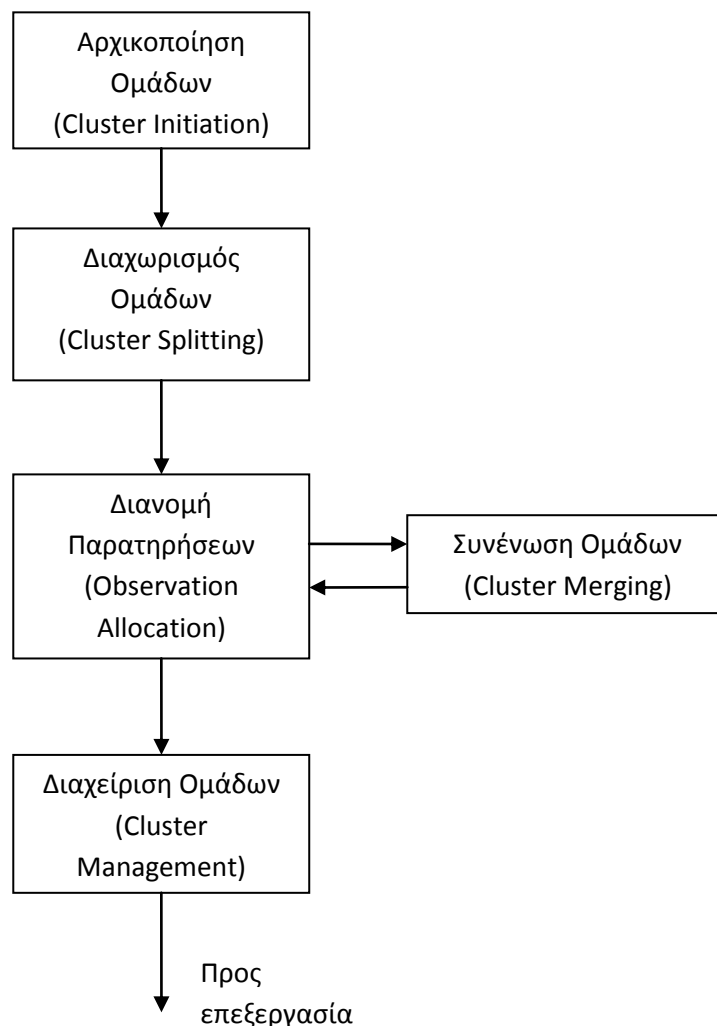 Αρχικοποίηση
Ομάδων
(Cluster Initiation)
Διαχωρισμός
Ομάδων
(Cluster Splitting)
Διανομή
Παρατηρήσεων
(Observation
Allocation)
Συνένωση Ομάδων
(Cluster Merging)
Διαχείριση Ομάδων
(Cluster
Management)
Προς
επεξεργασία